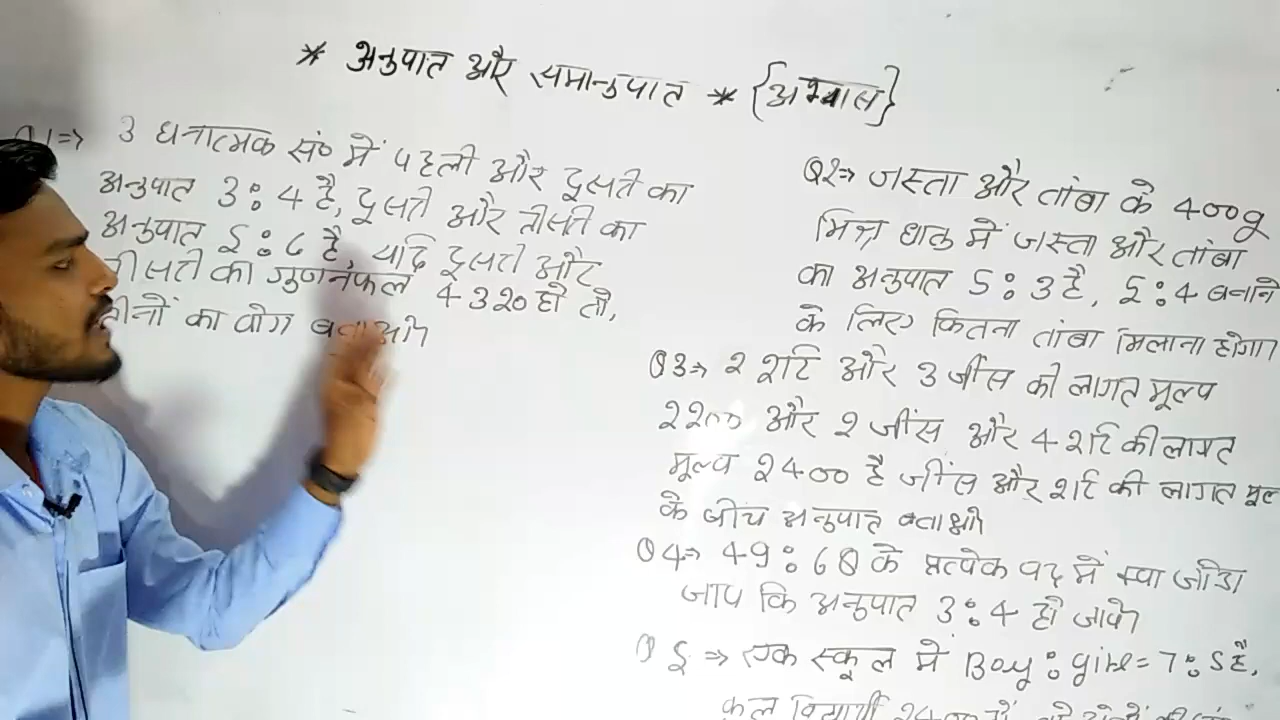 * अनुपात और समानुपात * {अभ्यास}
1⇒ 3 धनात्मक सं० में पहली और दूसरी का
अनुपात 3:4 है, दूसरी और तीसरी का
अनुपात 5:6 है, यदि दूसरी और
तीसरी का गुणनफल 4320 हो तो,
तीनों का योग बताओ।
Q2⇒ जस्ता और तांबा के 400g
मिश्र धातु में जस्ता और तांबा
का अनुपात 5:3 है, 5:4 बनाने
के लिए कितना तांबा मिलाना होगा।
Q3⇒ 2 शर्ट और 3 जींस की लागत मूल्य
2200 और 2 जींस और 4 शर्ट की लागत
मूल्य 2400 है जींस और शर्ट की लागत मूल्
के बीच अनुपात बताओ।
Q4⇒ 49:68 के प्रत्येक पद में क्या जोड़ा
जाय कि अनुपात 3:4 हो जाये।
Q5⇒ एक स्कूल में Boy:girl=7:5 है,
कुल विद्यार्थी 2400